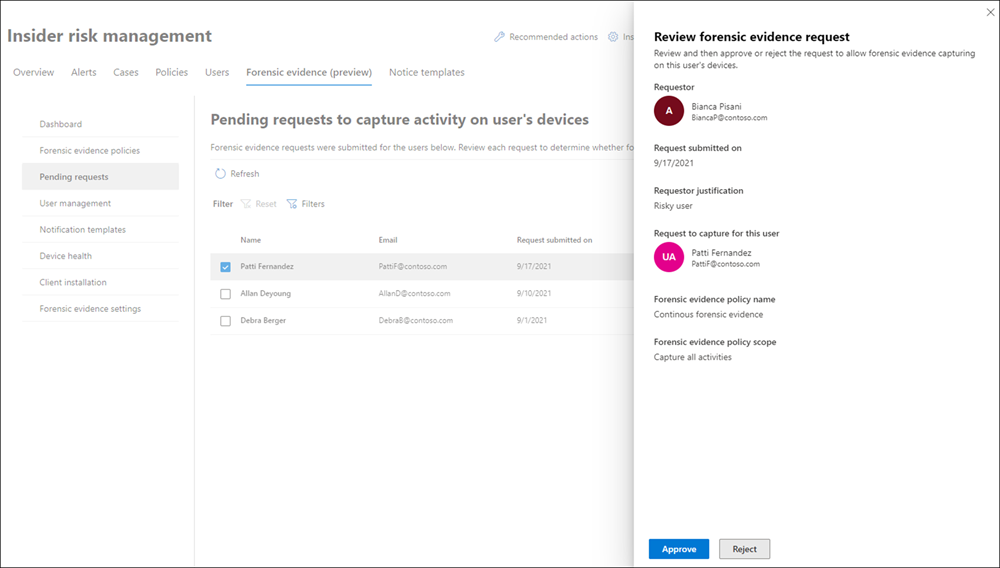 Insider risk management
Recommended actions
Ins
Overview Alerts Cases Policies Users Forensic evidence (preview) Notice templates
Dashboard
Forensic evidence policies
Pending requests
User management
Notification templates
Device health
Client installation
Forensic evidence settings
Pending requests to capture activity on user's devices
Forensic evidence requests were submitted for the users below. Review each request to determine whether fo
Refresh
Filter Reset Filters
Name Email Request submitted on
Patti Fernandez PattiF@contoso.com 9/17/2021
Allan Deyoung AllanD@contoso.com 9/10/2021
Debra Berger DebraB@contoso.com 9/1/2021
Review forensic evidence request
Review and then approve or reject the request to allow forensic evidence capturing
on this user's devices.
Requestor
A
Bianca Pisani
BiancaP@contoso.com
Request submitted on
9/17/2021
Requestor justification
Risky user
Request to capture for this user
UA
Patti Fernandez
PattiF@contoso.com
Forensic evidence policy name
Continous forensic evidence
Forensic evidence policy scope
Capture all activities
Approve Reject